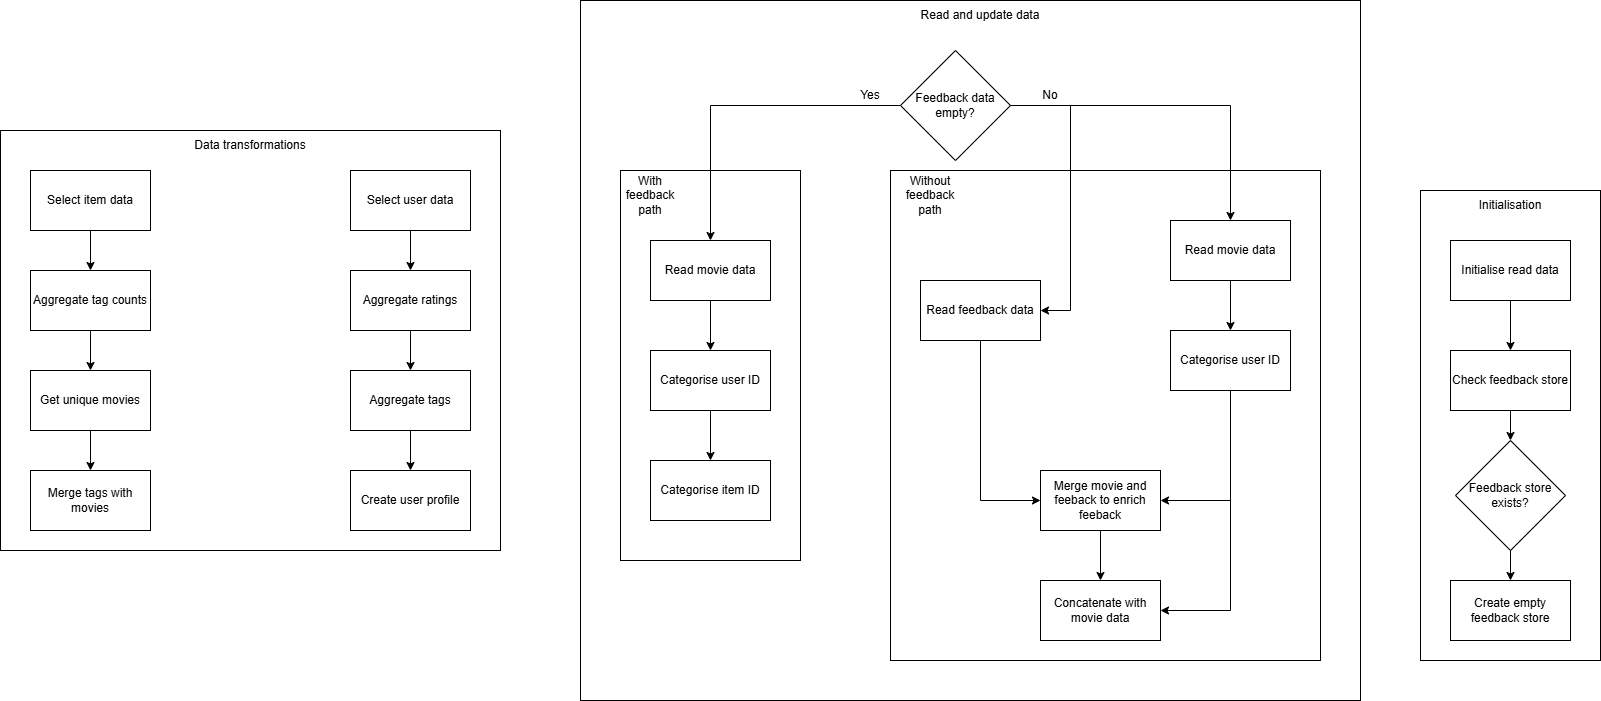 Data transformations
Select item data
Aggregate tag counts
Get unique movies
Merge tags with
movies
Select user data
Aggregate ratings
Aggregate tags
Create user profile
Read and update data
Feedback data
empty?
Yes
No
With
feedback
path
Read movie data
Categorise user ID
Categorise item ID
Without
feedback
path
Read feedback data
Read movie data
Categorise user ID
Merge movie and
feeback to enrich
feeback
Concatenate with
movie data
Initialisation
Initialise read data
Check feedback store
Feedback store
exists?
Create empty
feedback store